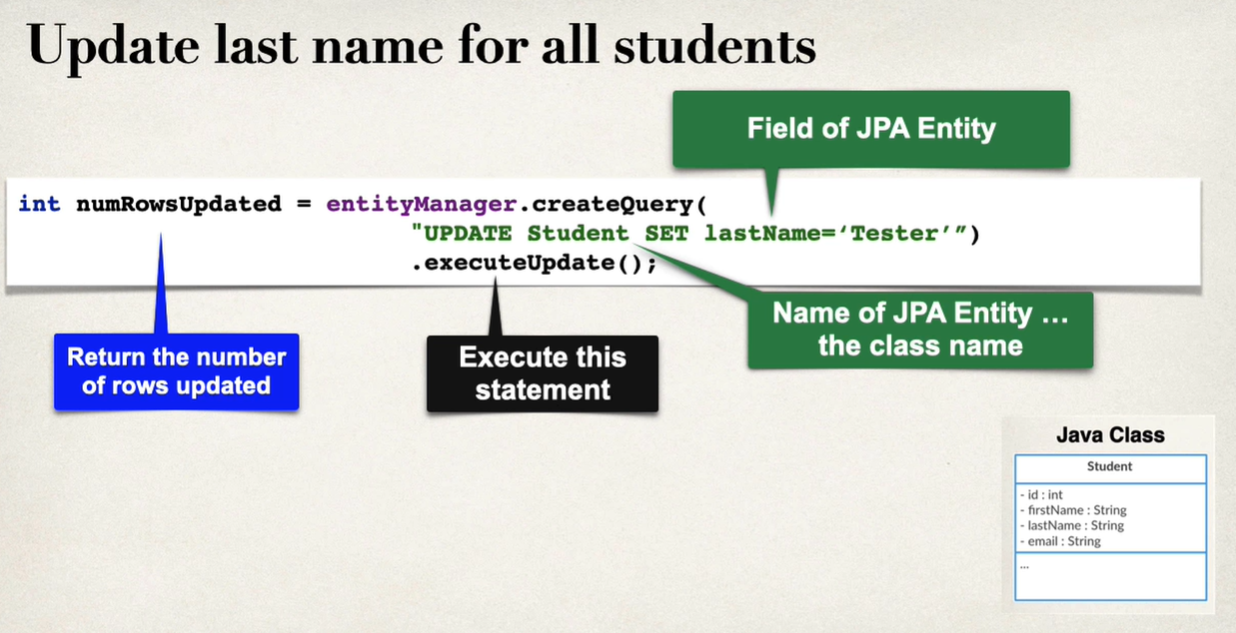 Update last name for all students
Field of JPA Entity
int numRowsUpdated = entityManager.createQuery(
"UPDATE Student SET lastName=‘Tester’”)
.executeUpdate();
Return the number
of rows updated
Execute this
statement
Name of JPA Entity …
the class name
Java Class
Student
- id : int
- firstName : String
- lastName : String
- email : String
...